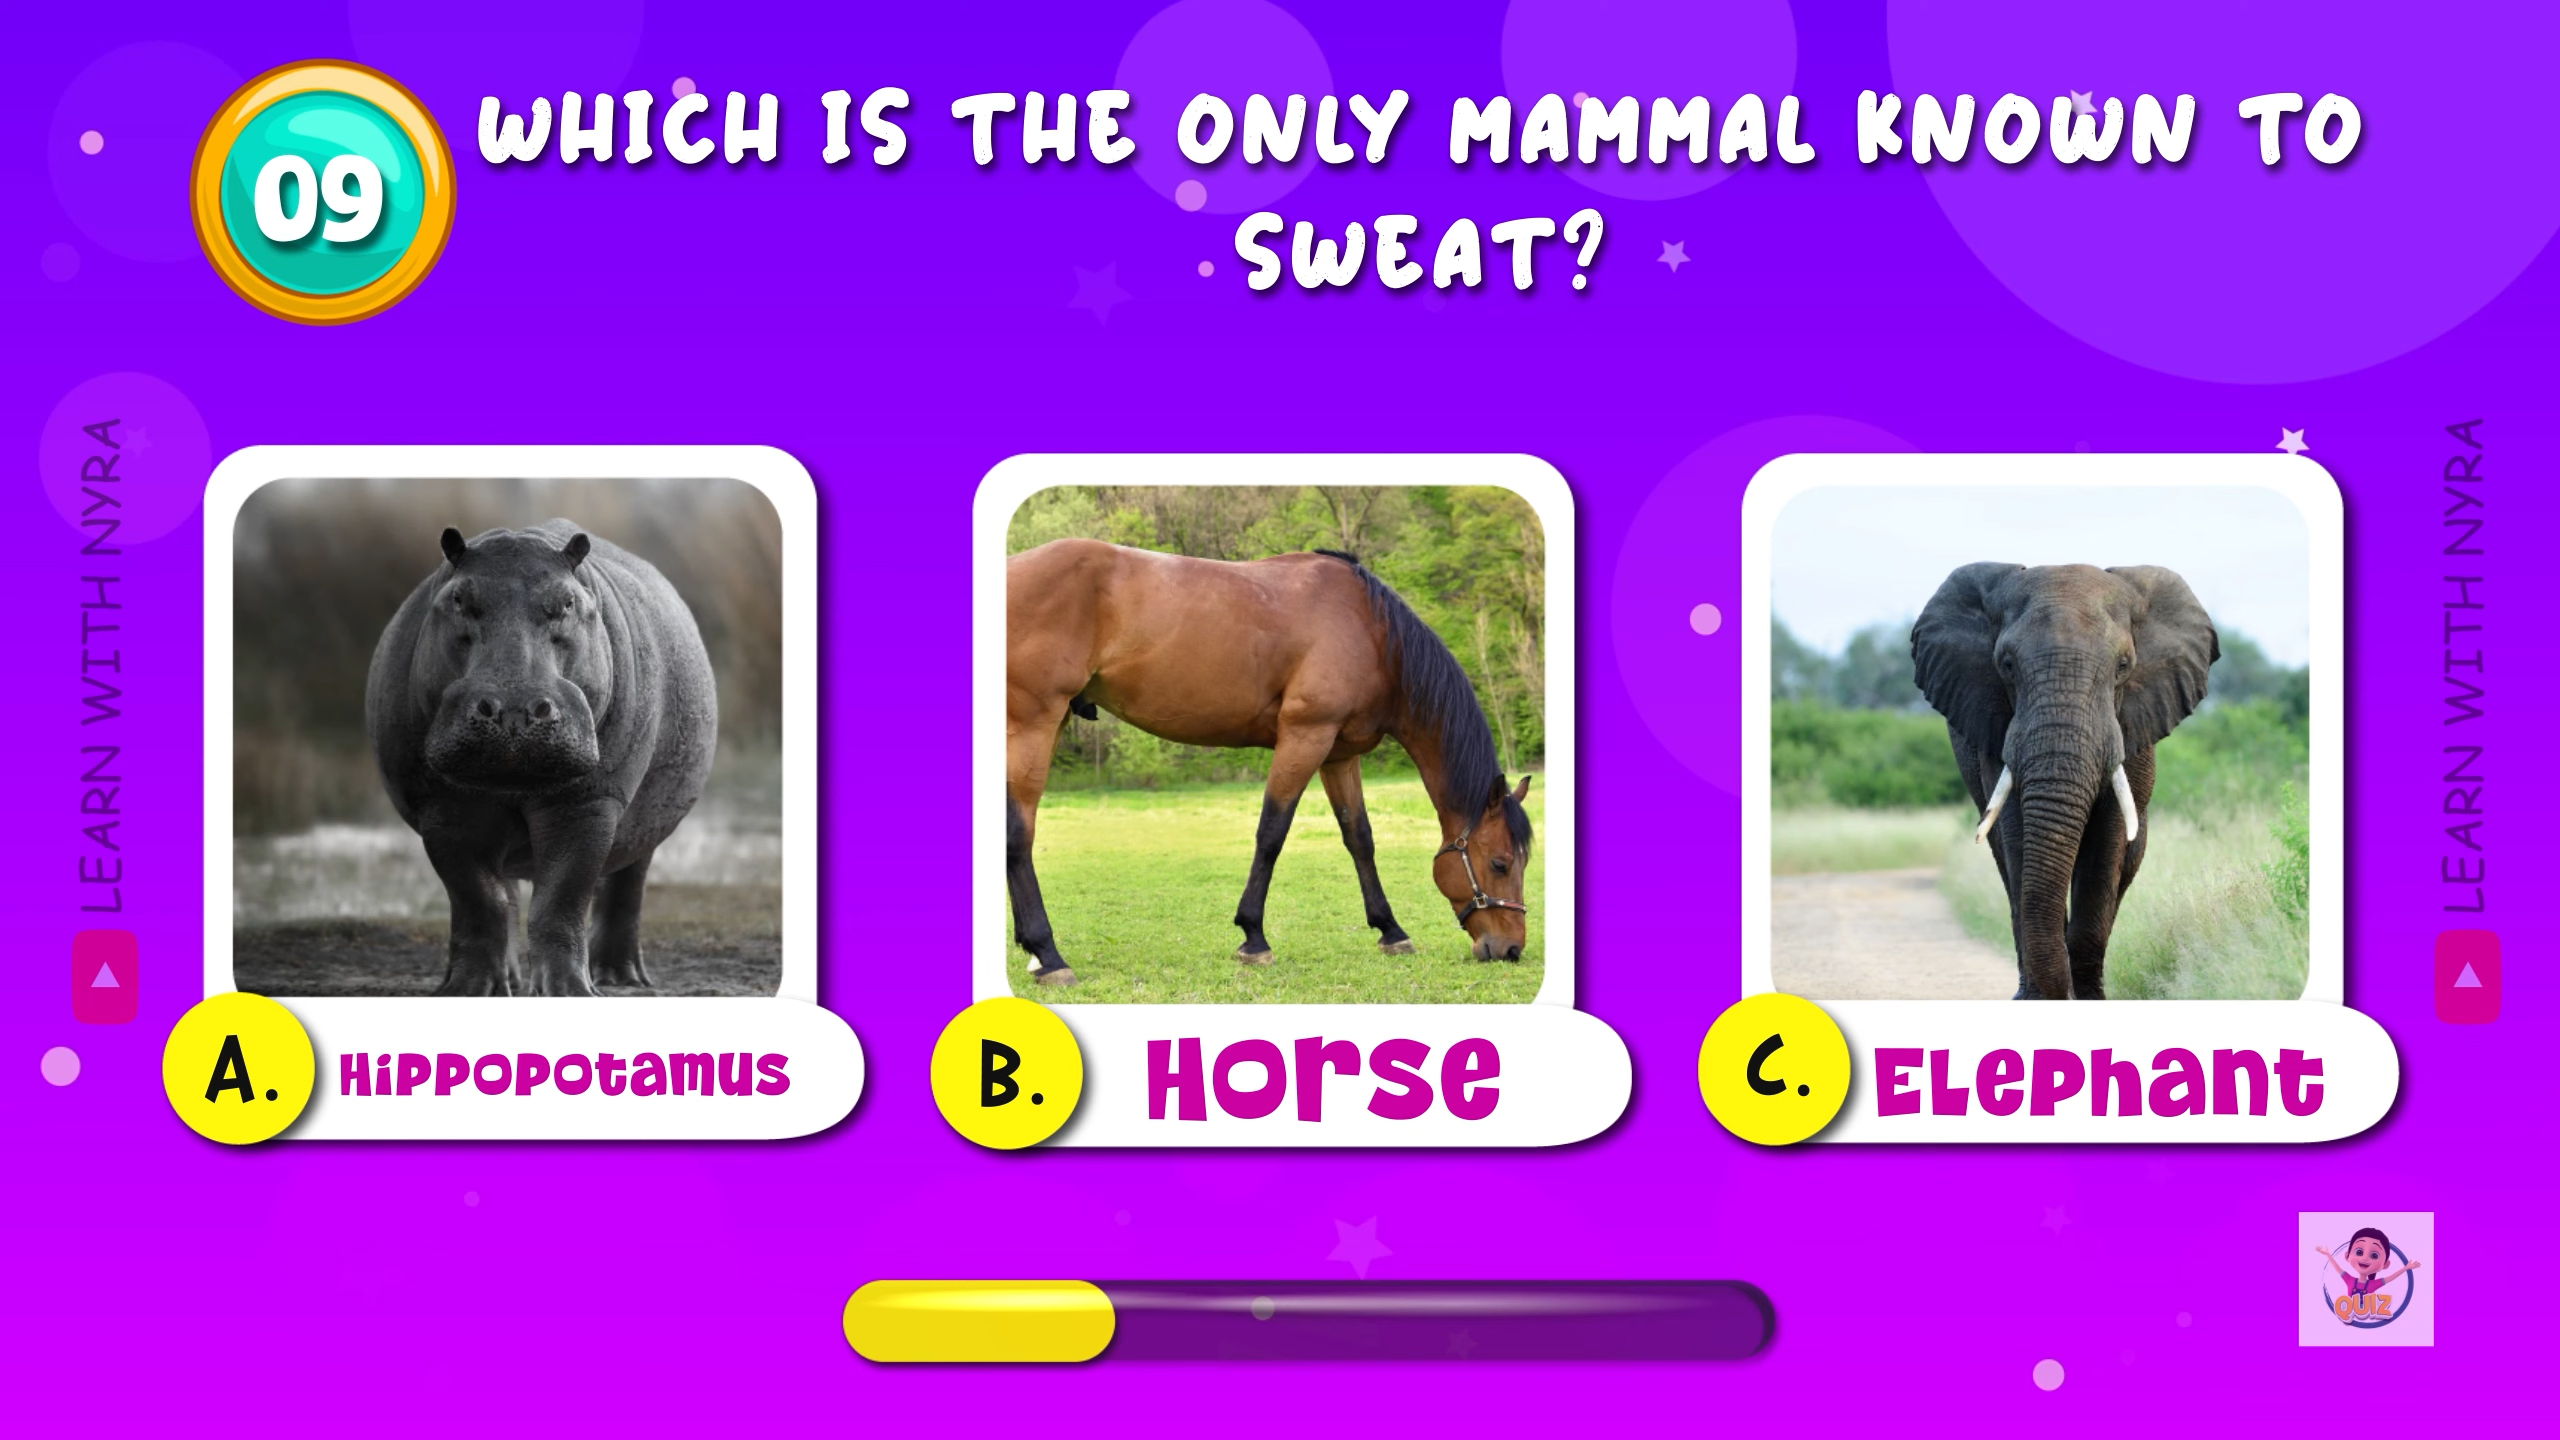 09
WHICH IS THE ONLY MAMMAL KNOWN TO
SWEAT?
LEARN WITH NYRA
LEARN WITH NYRA
A. Hippopotamus
B. Horse
C. Elephant
QUIZ